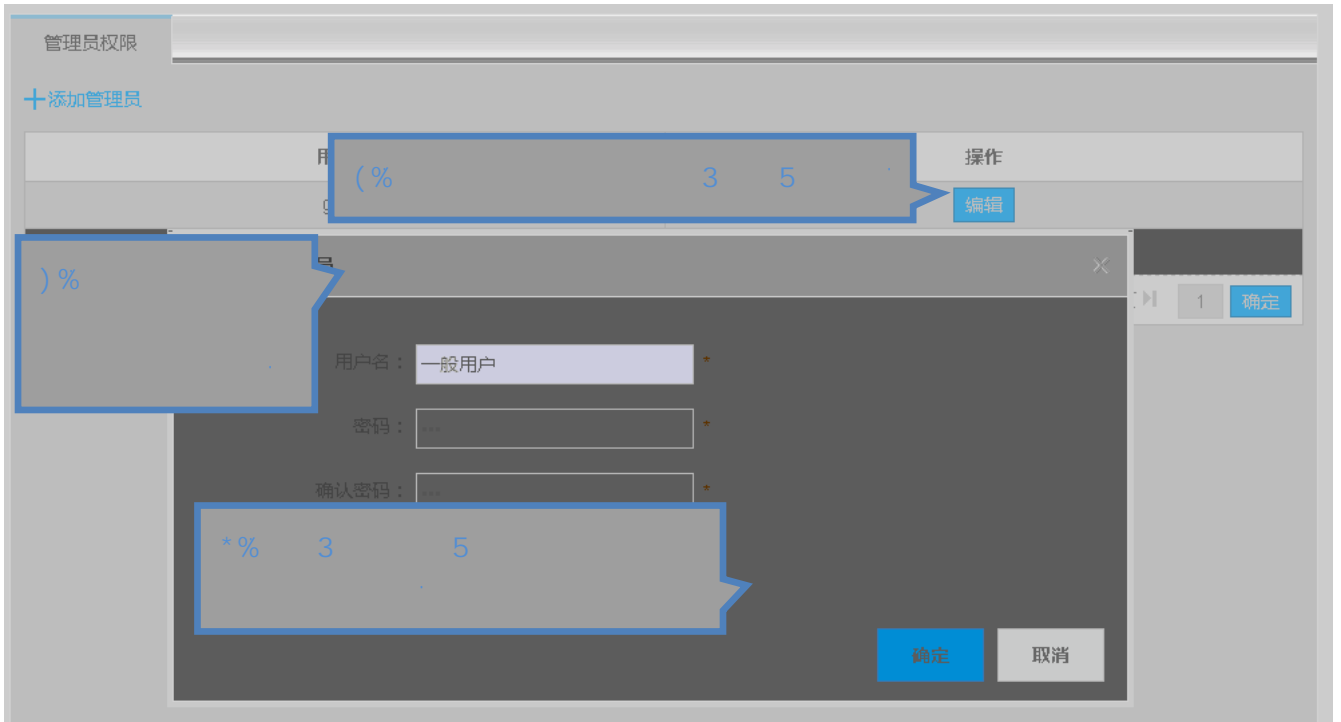 管理员权限
添加管理员
用
操作
(% 3 5
g
编辑
员
)%
1 确定
用户名： 一般用户 *
密码： ... *
确认密码： ... *
*% 3 5
确定 取消